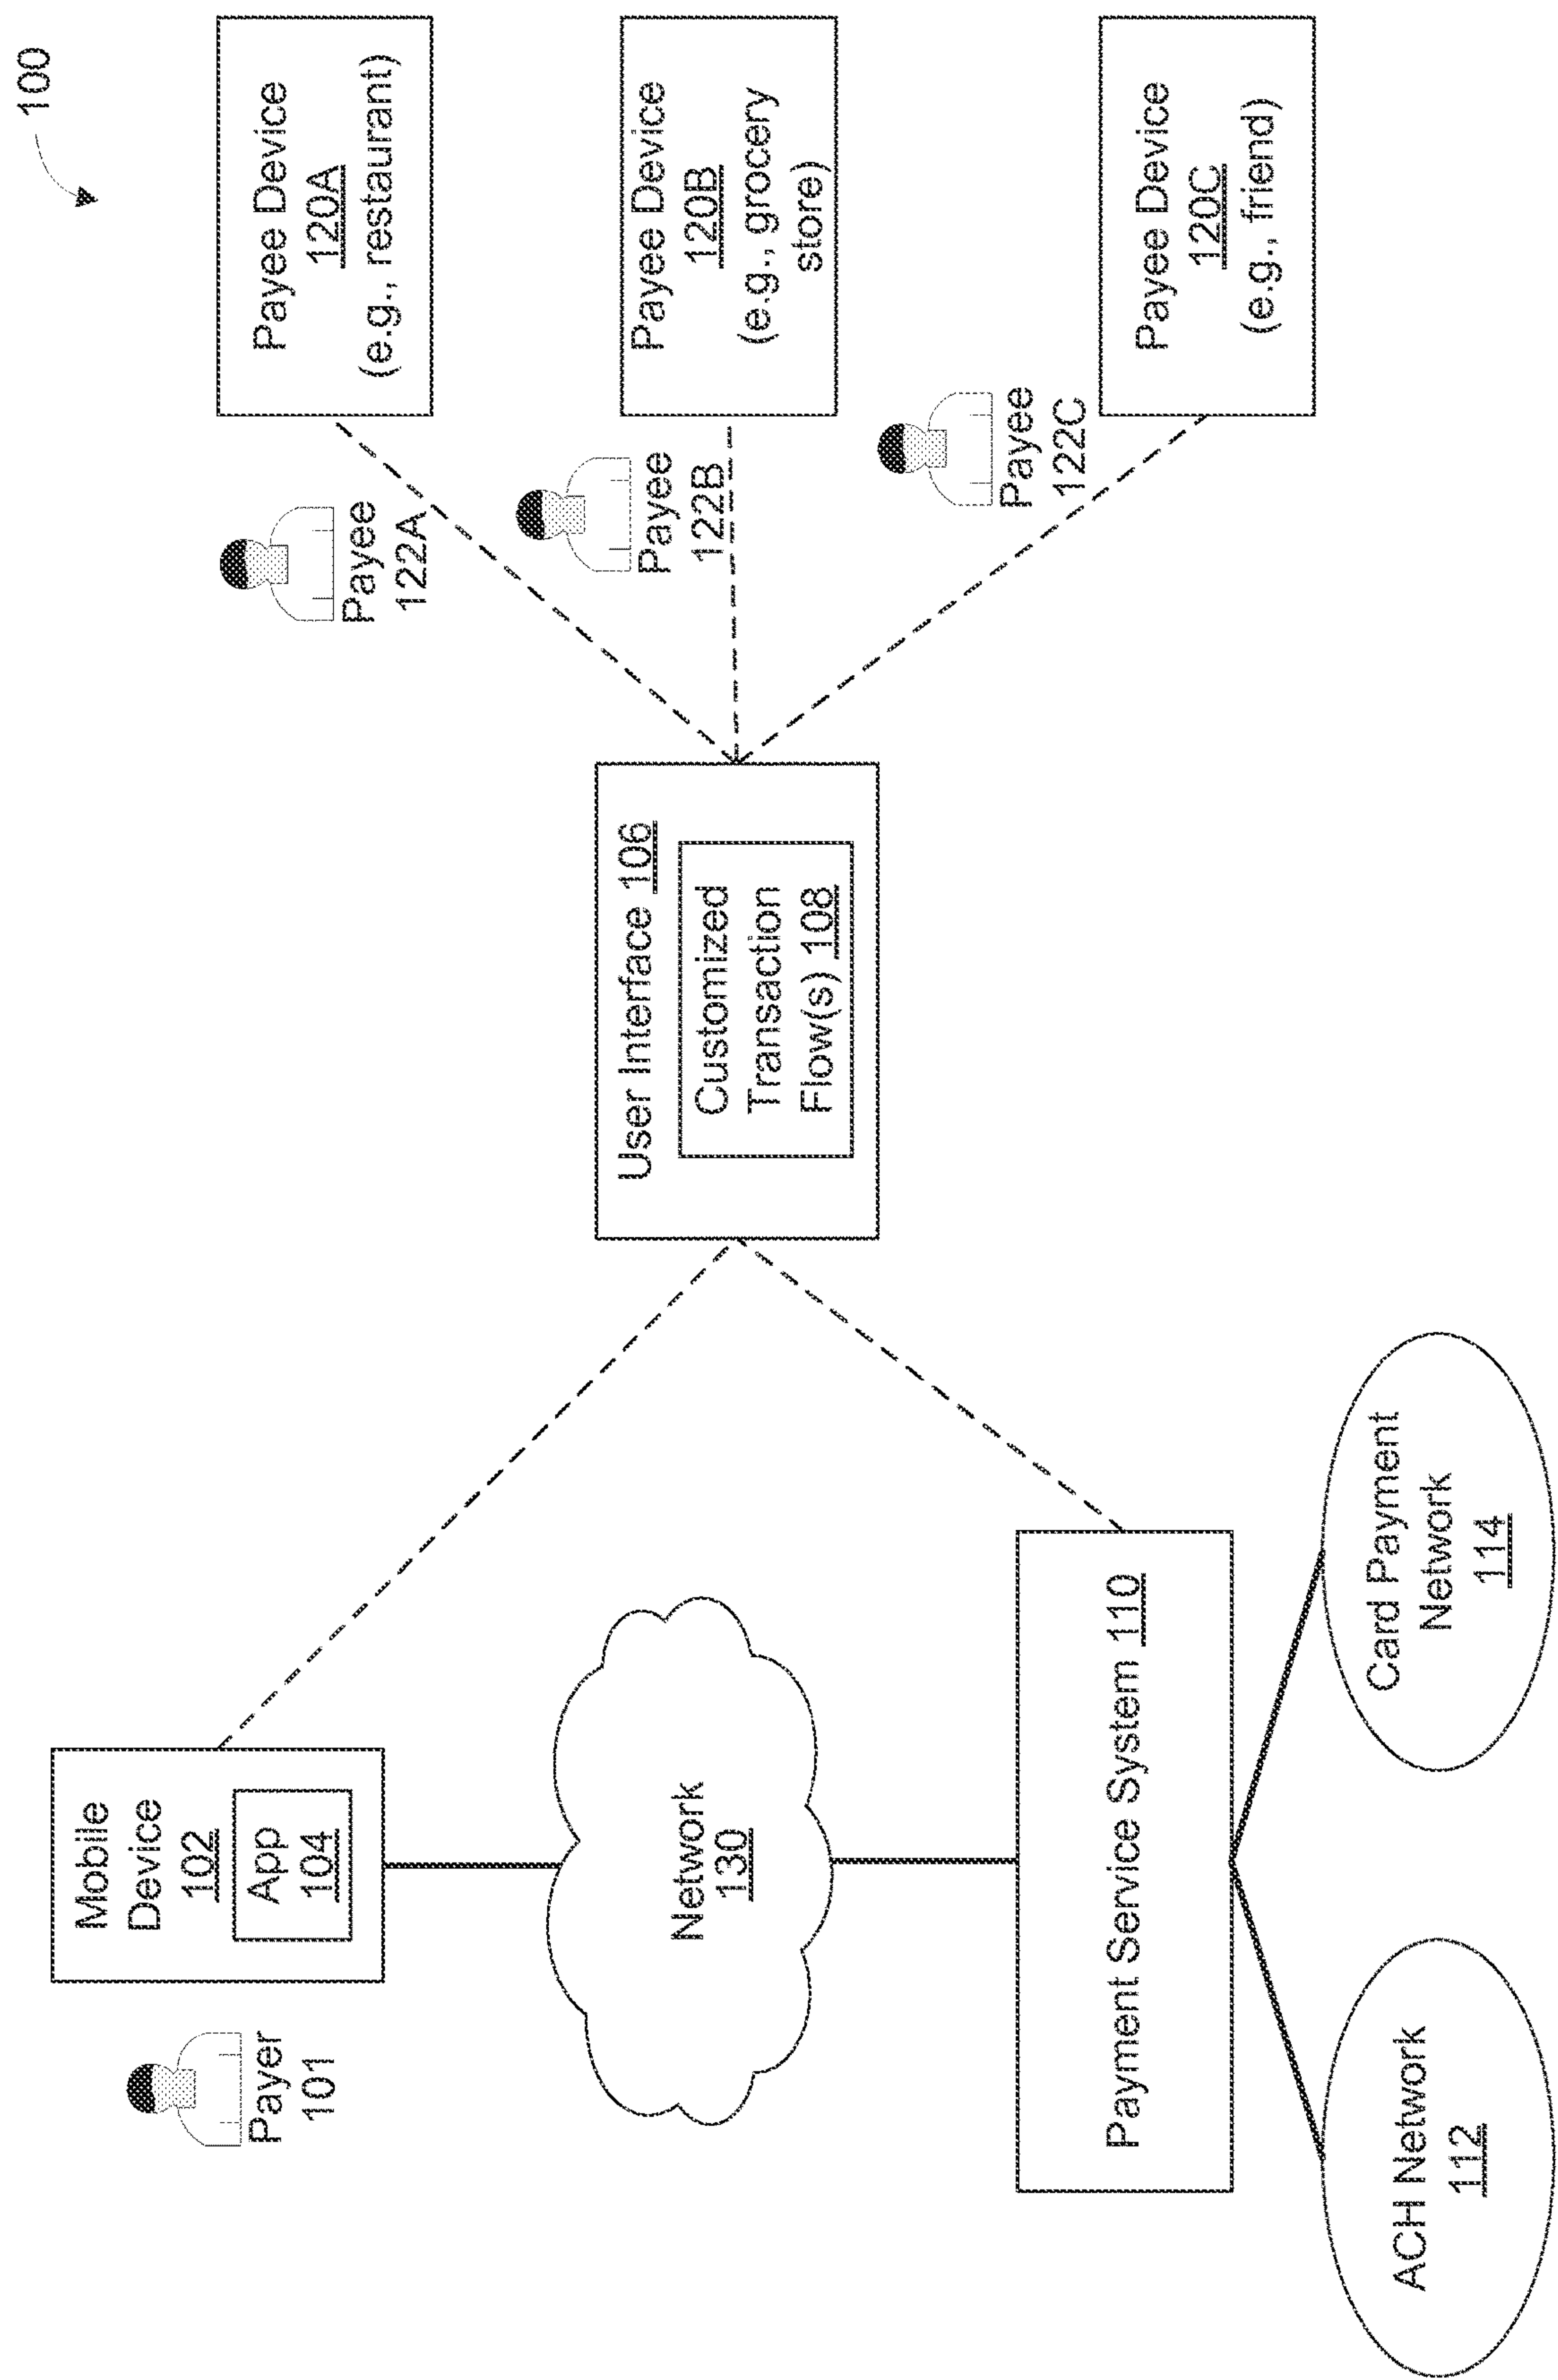 100
Payer
101
Mobile
Device
102
App
104
Network
130
Payment Service System 110
ACH Network
112
Card Payment
Network
114
User Interface 106
Customized
Transaction
Flow(s) 108
Payee
122A
Payee Device
120A
(e.g., restaurant)
Payee
122B
Payee Device
120B
(e.g., grocery
store)
Payee
122C
Payee Device
120C
(e.g., friend)